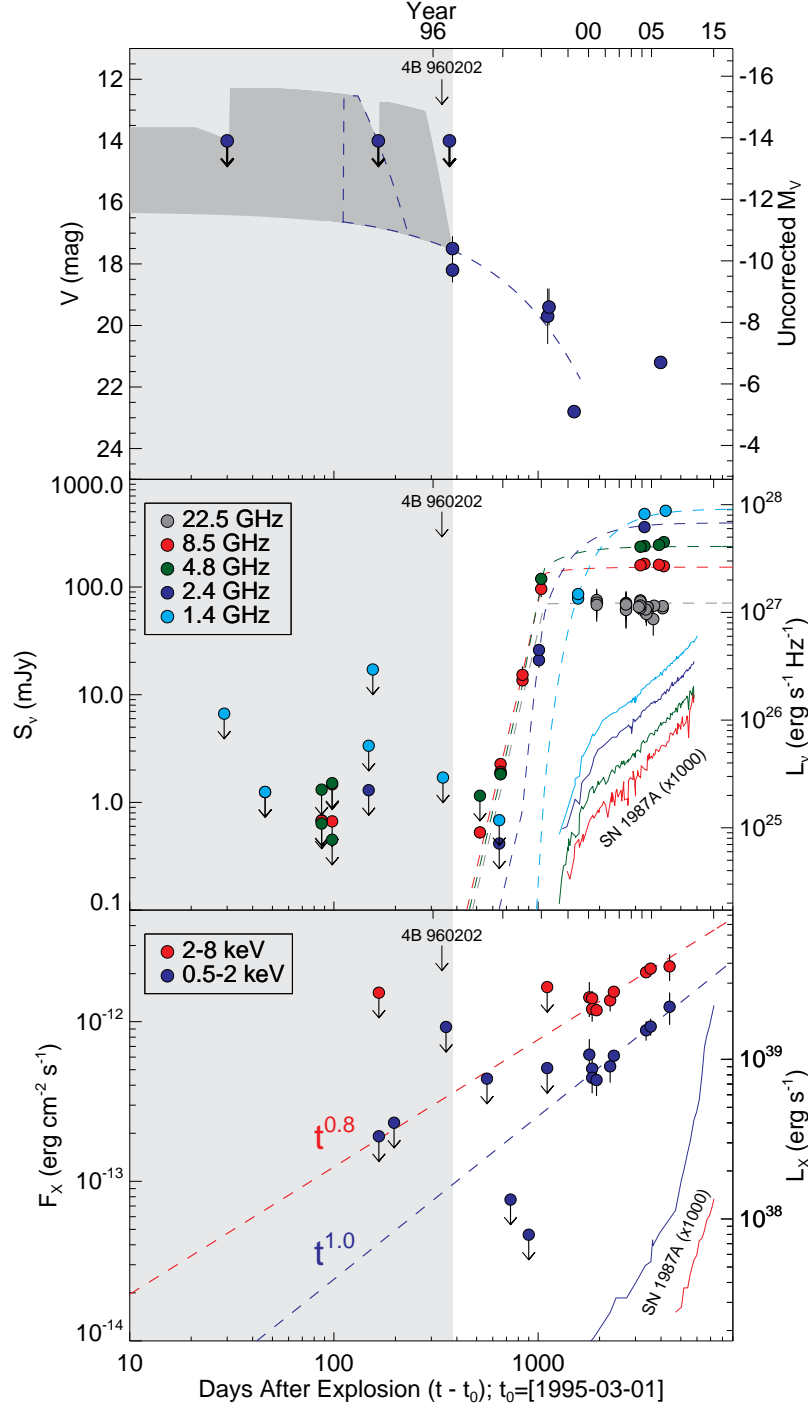 Year
96 00 05 15
4B 960202
12
14
16
18
20
22
24
V (mag)
-16
-14
-12
-10
-8
-6
-4
Uncorrected M_V
4B 960202
22.5 GHz
8.5 GHz
4.8 GHz
2.4 GHz
1.4 GHz
1000.0
100.0
10.0
1.0
0.1
S_ν (mJy)
10^28
10^27
10^26
10^25
L_ν (erg s^-1 Hz^-1)
SN 1987A (x1000)
4B 960202
2-8 keV
0.5-2 keV
10^-12
10^-13
10^-14
F_X (erg cm^-2 s^-1)
10^39
10^38
L_X (erg s^-1)
t^0.8
t^1.0
SN 1987A (x1000)
10 100 1000
Days After Explosion (t - t_0); t_0=[1995-03-01]